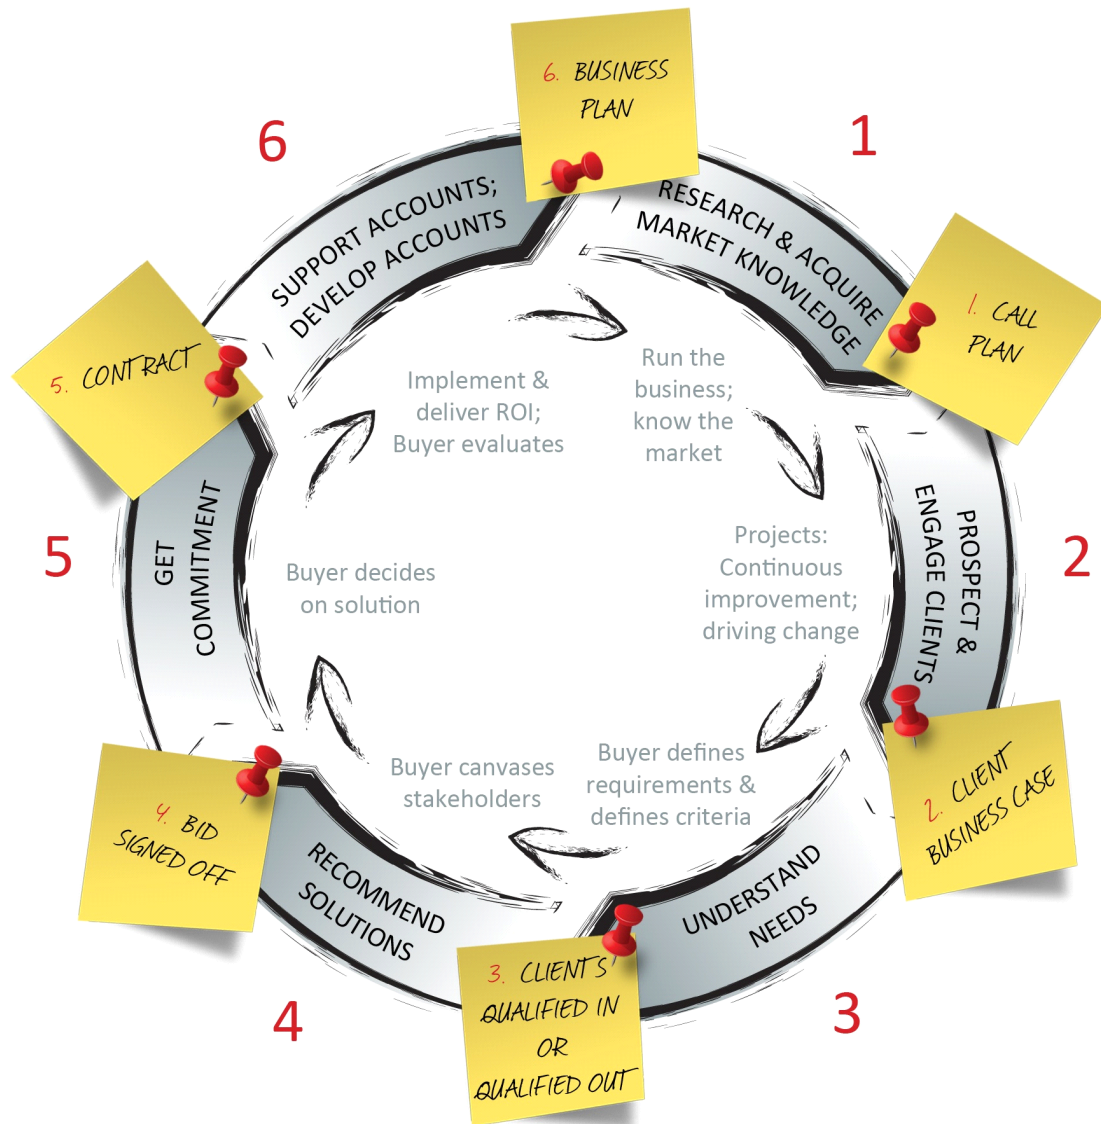 6. BUSINESS
PLAN
1
RESEARCH & ACQUIRE
MARKET KNOWLEDGE
1. CALL
PLAN
Run the
business;
know the
market
2
PROSPECT &
ENGAGE CLIENTS
Projects:
Continuous
improvement;
driving change
2. CLIENT
BUSINESS CASE
3
UNDERSTAND
NEEDS
Buyer defines
requirements &
defines criteria
3. CLIENTS
QUALIFIED IN
OR
QUALIFIED OUT
4
RECOMMEND
SOLUTIONS
Buyer canvases
stakeholders
4. BID
SIGNED OFF
5
GET
COMMITMENT
Buyer decides
on solution
5. CONTRACT
6
SUPPORT ACCOUNTS;
DEVELOP ACCOUNTS
Implement &
deliver ROI;
Buyer evaluates